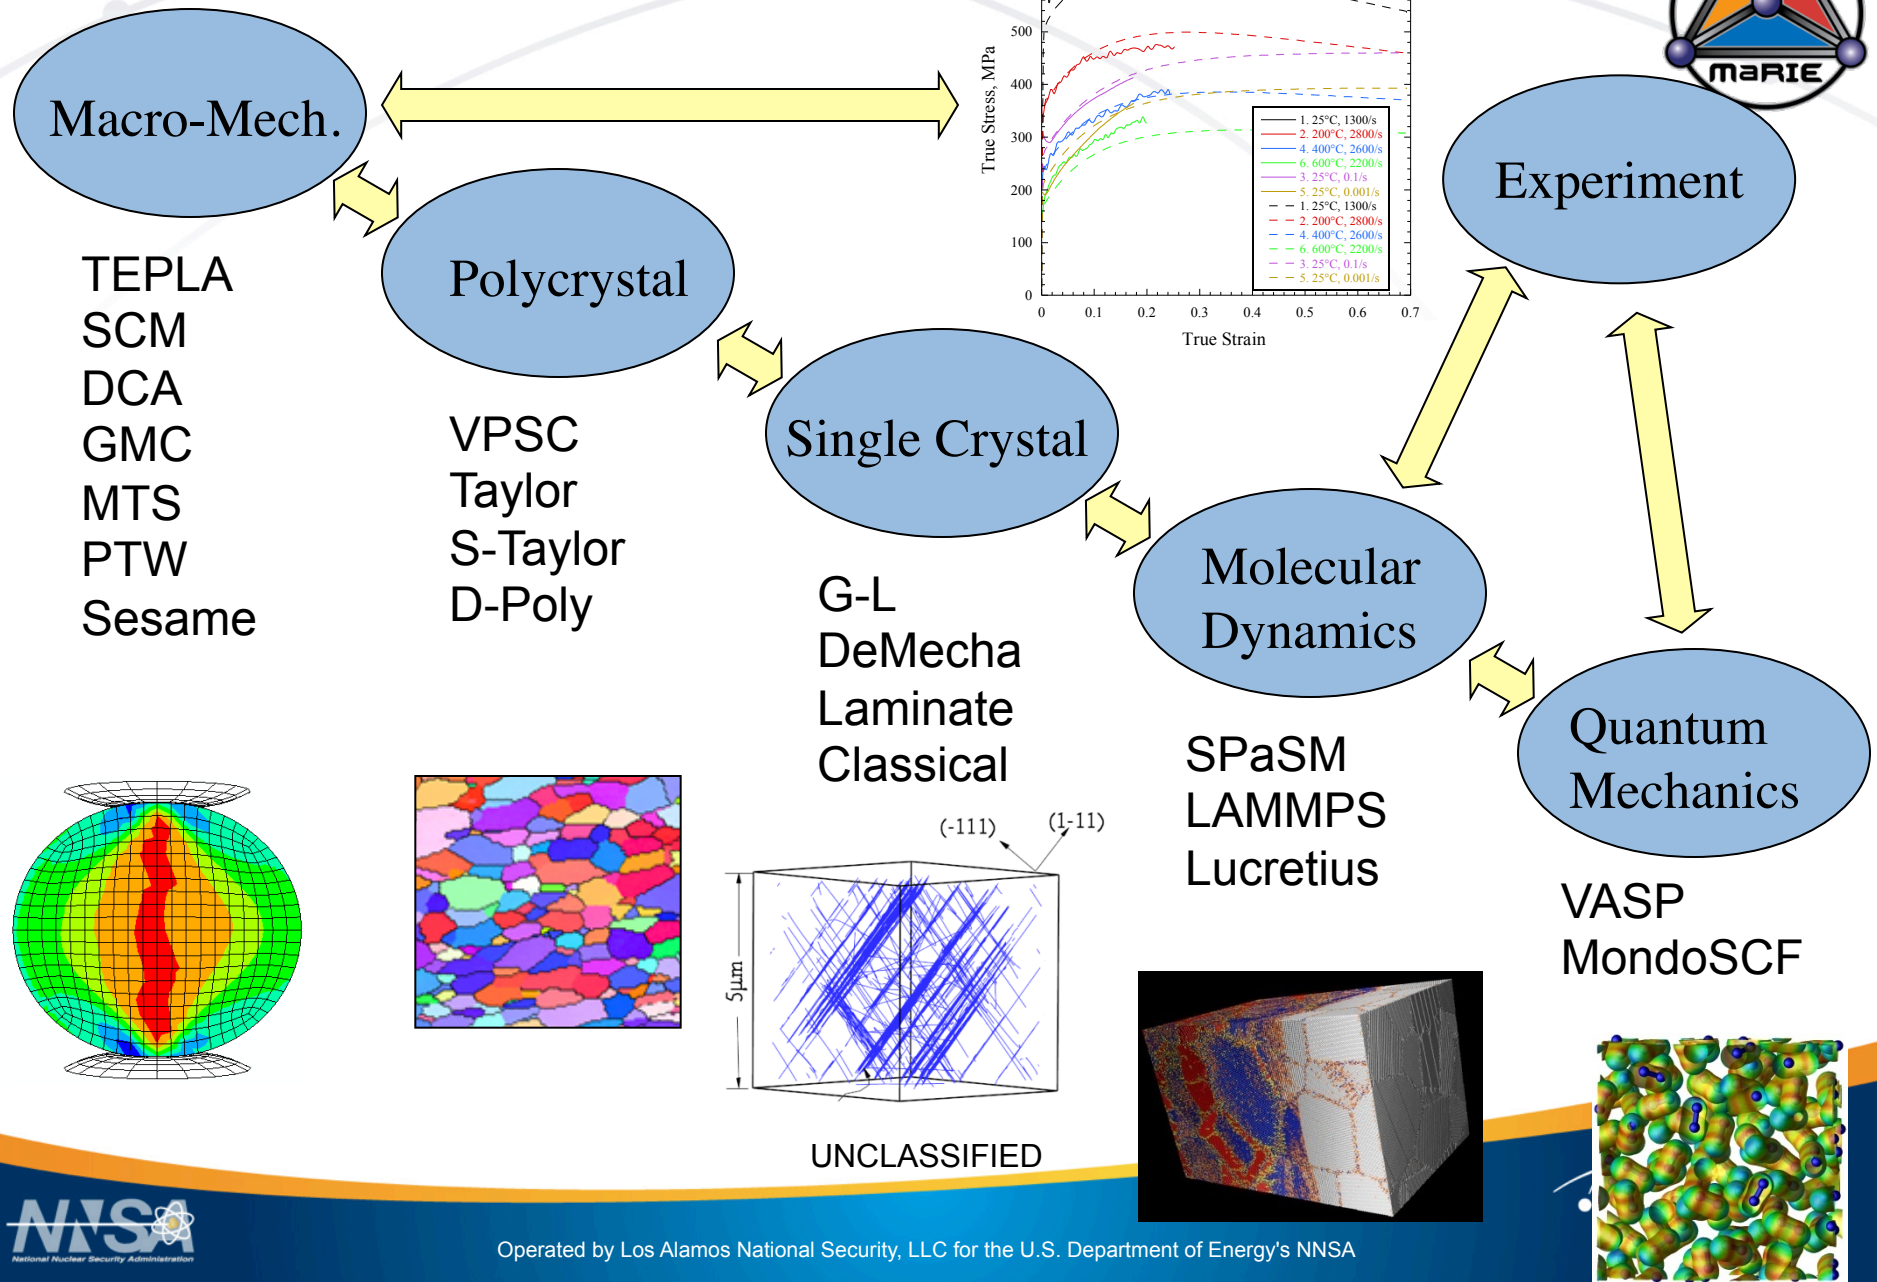 Macro-Mech.
TEPLA
SCM
DCA
GMC
MTS
PTW
Sesame
Polycrystal
VPSC
Taylor
S-Taylor
D-Poly
Single Crystal
G-L
DeMecha
Laminate
Classical
Molecular
Dynamics
SPaSM
LAMMPS
Lucretius
Quantum
Mechanics
VASP
MondoSCF
Experiment
MaRIE
True Stress, MPa
500
400
300
200
100
0
0 0.1 0.2 0.3 0.4 0.5 0.6 0.7
True Strain
1. 25°C, 1300/s
2. 200°C, 2800/s
4. 400°C, 2600/s
6. 600°C, 2200/s
3. 25°C, 0.1/s
5. 25°C, 0.001/s
1. 25°C, 1300/s
2. 200°C, 2800/s
4. 400°C, 2600/s
6. 600°C, 2200/s
3. 25°C, 0.1/s
5. 25°C, 0.001/s
(-111)
(1-11)
5μm
UNCLASSIFIED
NNSA
National Nuclear Security Administration
Operated by Los Alamos National Security, LLC for the U.S. Department of Energy's NNSA